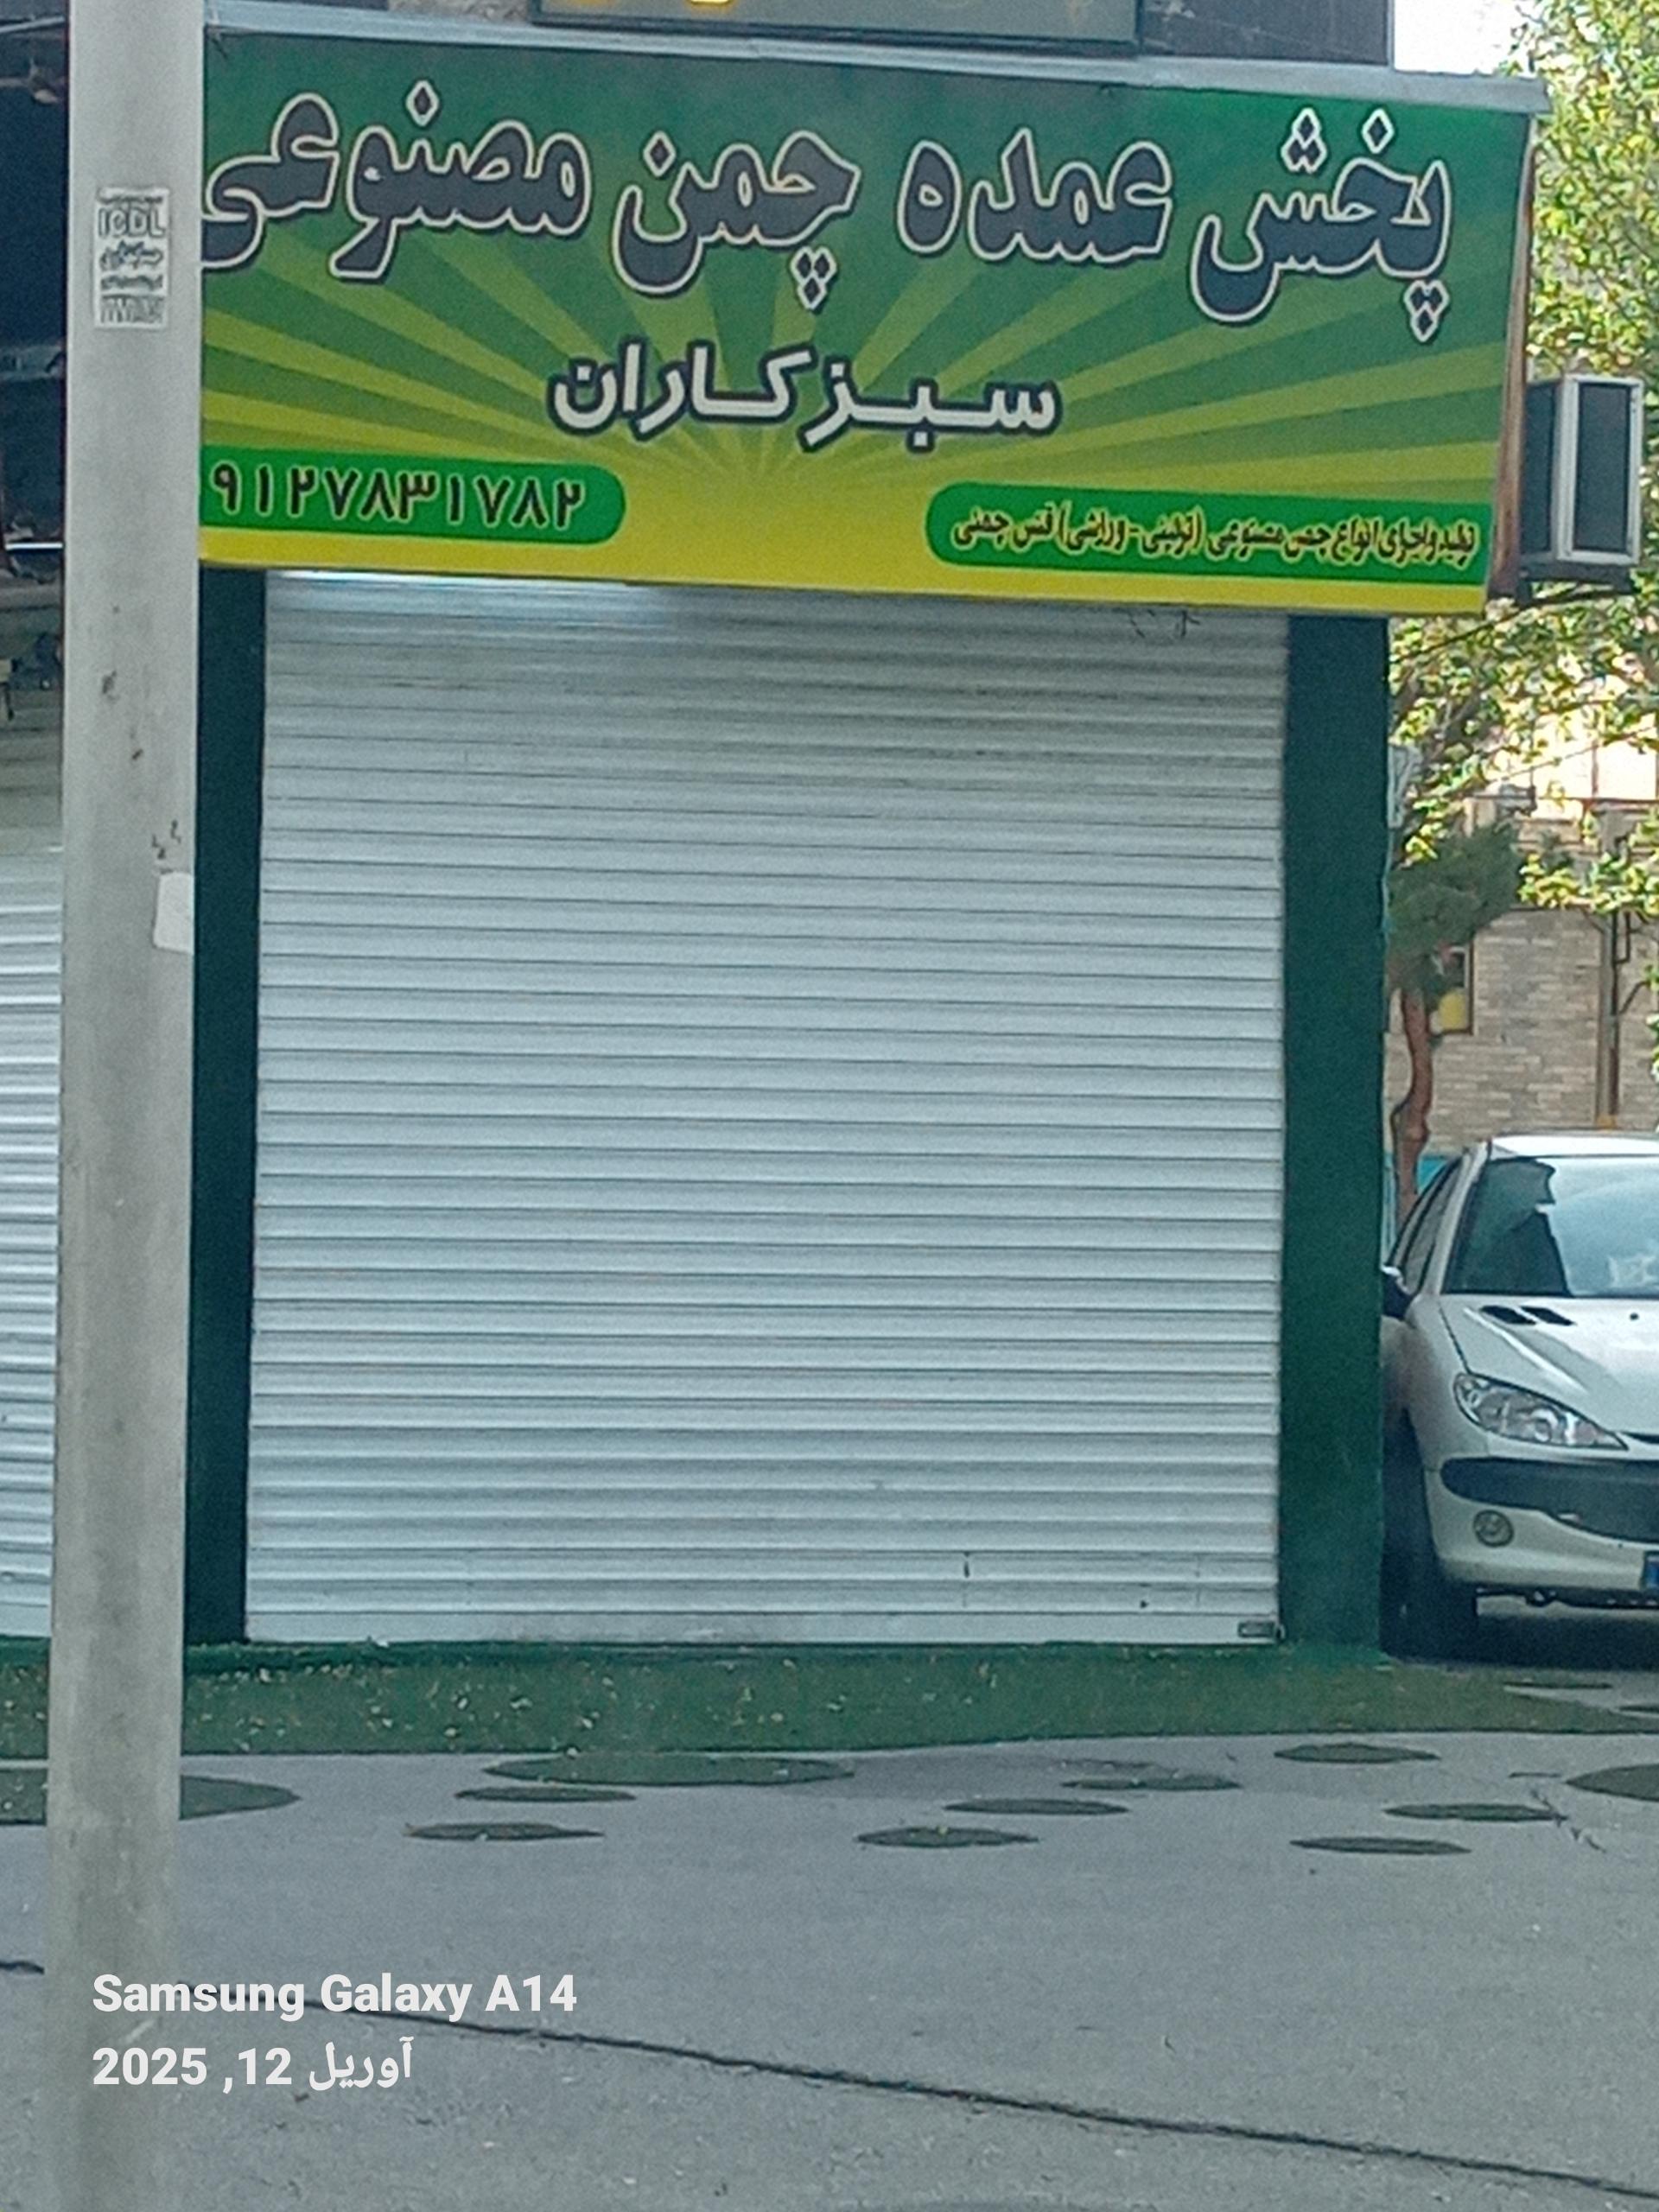 پخش عمده چمن مصنوعی
سبزکاران
تولید و اجرای انواع چمن مصنوعی (تزئینی - ورزشی) فنس چمنی
۹۱۲۷۸۳۱۷۸۲
ICDL
Samsung Galaxy A14
آوریل 12, 2025